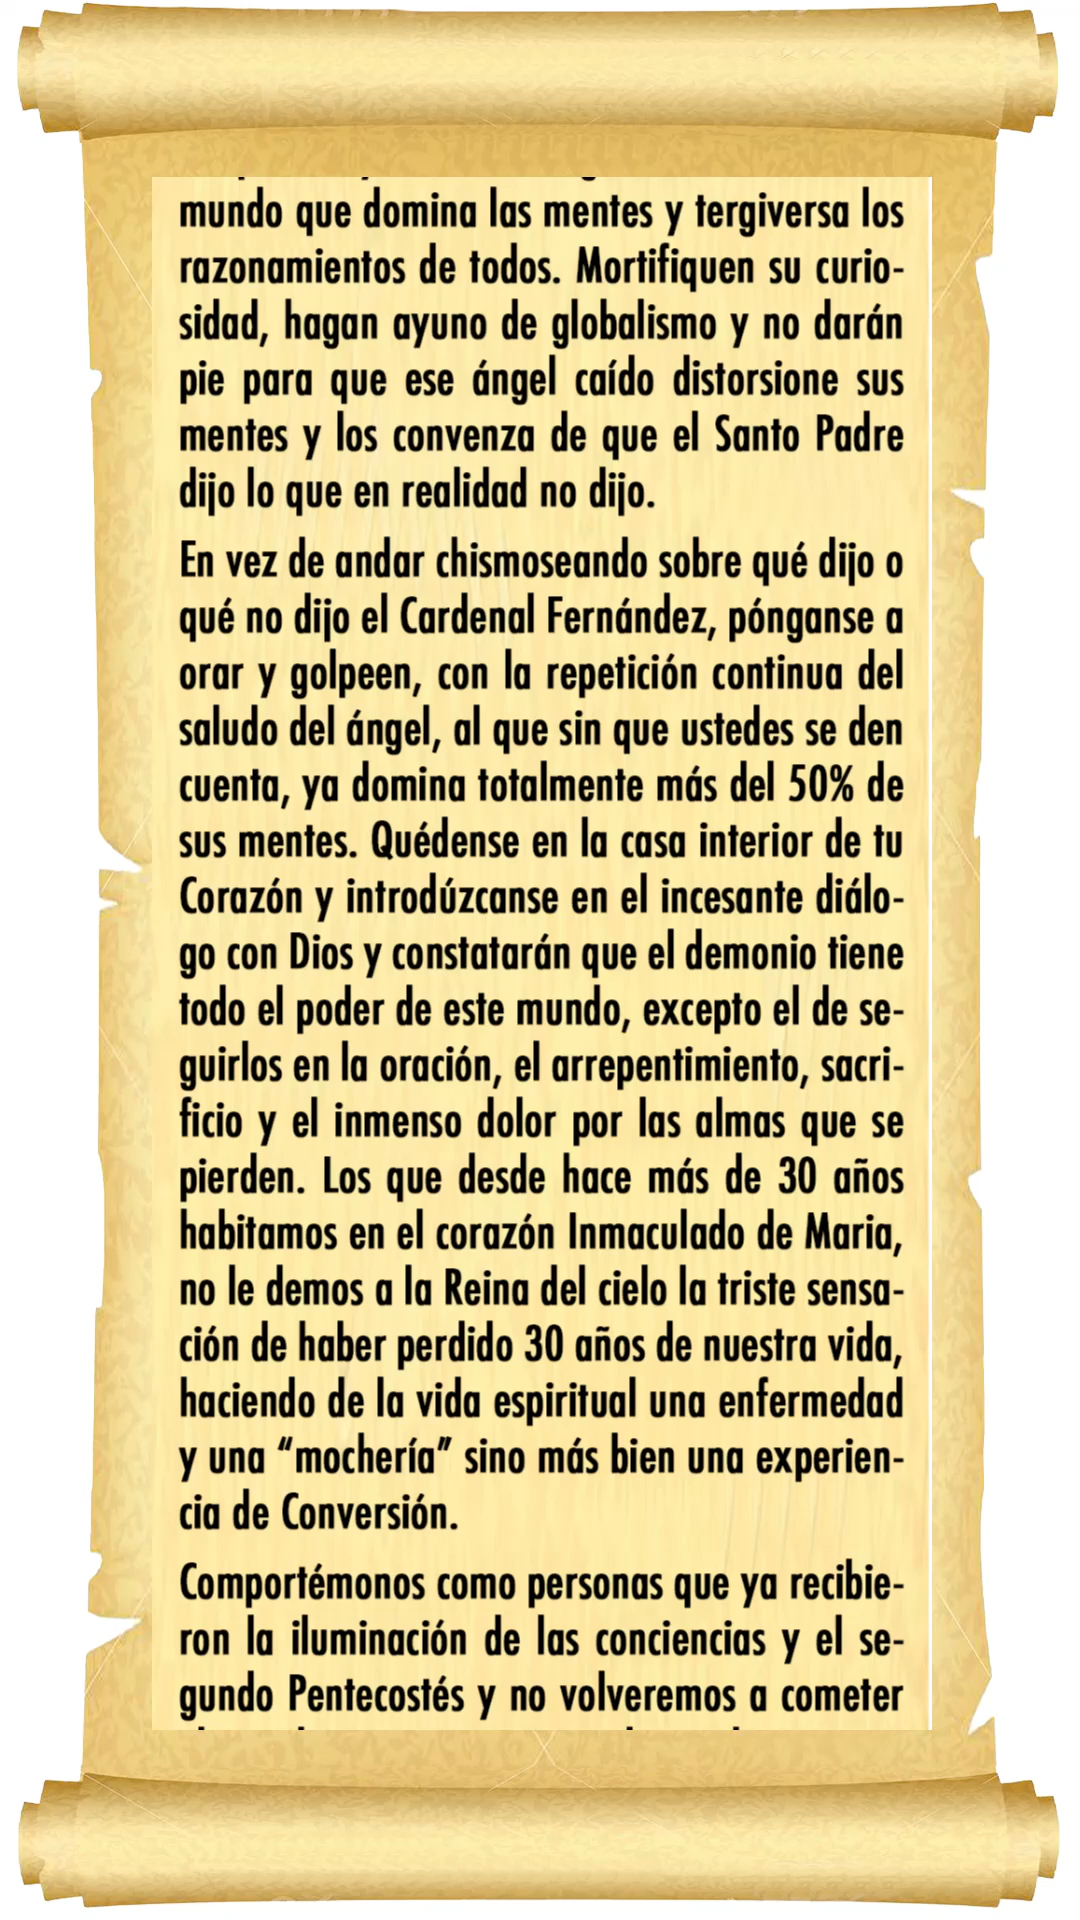 mundo que domina las mentes y tergiversa los
razonamientos de todos. Mortifiquen su curio-
sidad, hagan ayuno de globalismo y no darán
pie para que ese ángel caído distorsione sus
mentes y los convenza de que el Santo Padre
dijo lo que en realidad no dijo.
En vez de andar chismoseando sobre qué dijo o
qué no dijo el Cardenal Fernández, pónganse a
orar y golpeen, con la repetición continua del
saludo del ángel, al que sin que ustedes se den
cuenta, ya domina totalmente más del 50% de
sus mentes. Quédense en la casa interior de tu
Corazón y introdúzcanse en el incesante diálo-
go con Dios y constatarán que el demonio tiene
todo el poder de este mundo, excepto el de se-
guirlos en la oración, el arrepentimiento, sacri-
ficio y el inmenso dolor por las almas que se
pierden. Los que desde hace más de 30 años
habitamos en el corazón Inmaculado de Maria,
no le demos a la Reina del cielo la triste sensa-
ción de haber perdido 30 años de nuestra vida,
haciendo de la vida espiritual una enfermedad
y una “mochería” sino más bien una experien-
cia de Conversión.
Comportémonos como personas que ya recibie-
ron la iluminación de las conciencias y el se-
gundo Pentecostés y no volveremos a cometer